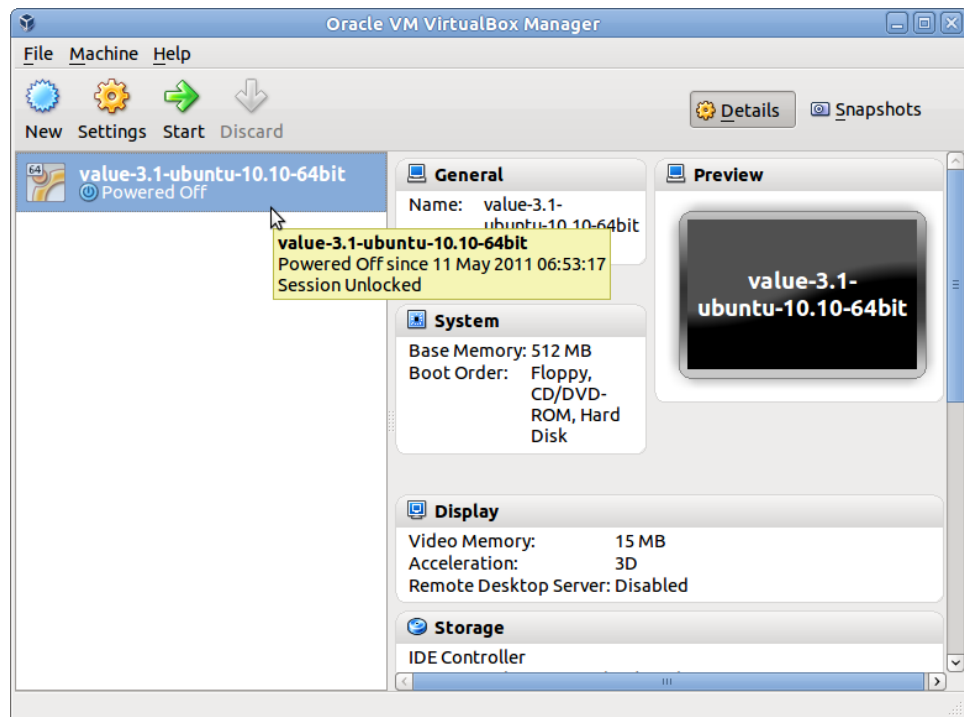 Oracle VM VirtualBox Manager
File Machine Help
New Settings Start Discard
Details Snapshots
64
value-3.1-ubuntu-10.10-64bit
Powered Off
General
Name: value-3.1-
ubuntu-10.10-64bit
value-3.1-ubuntu-10.10-64bit
Powered Off since 11 May 2011 06:53:17
Session Unlocked
Preview
value-3.1-
ubuntu-10.10-64bit
System
Base Memory: 512 MB
Boot Order: Floppy,
CD/DVD-
ROM, Hard
Disk
Display
Video Memory: 15 MB
Acceleration: 3D
Remote Desktop Server: Disabled
Storage
IDE Controller